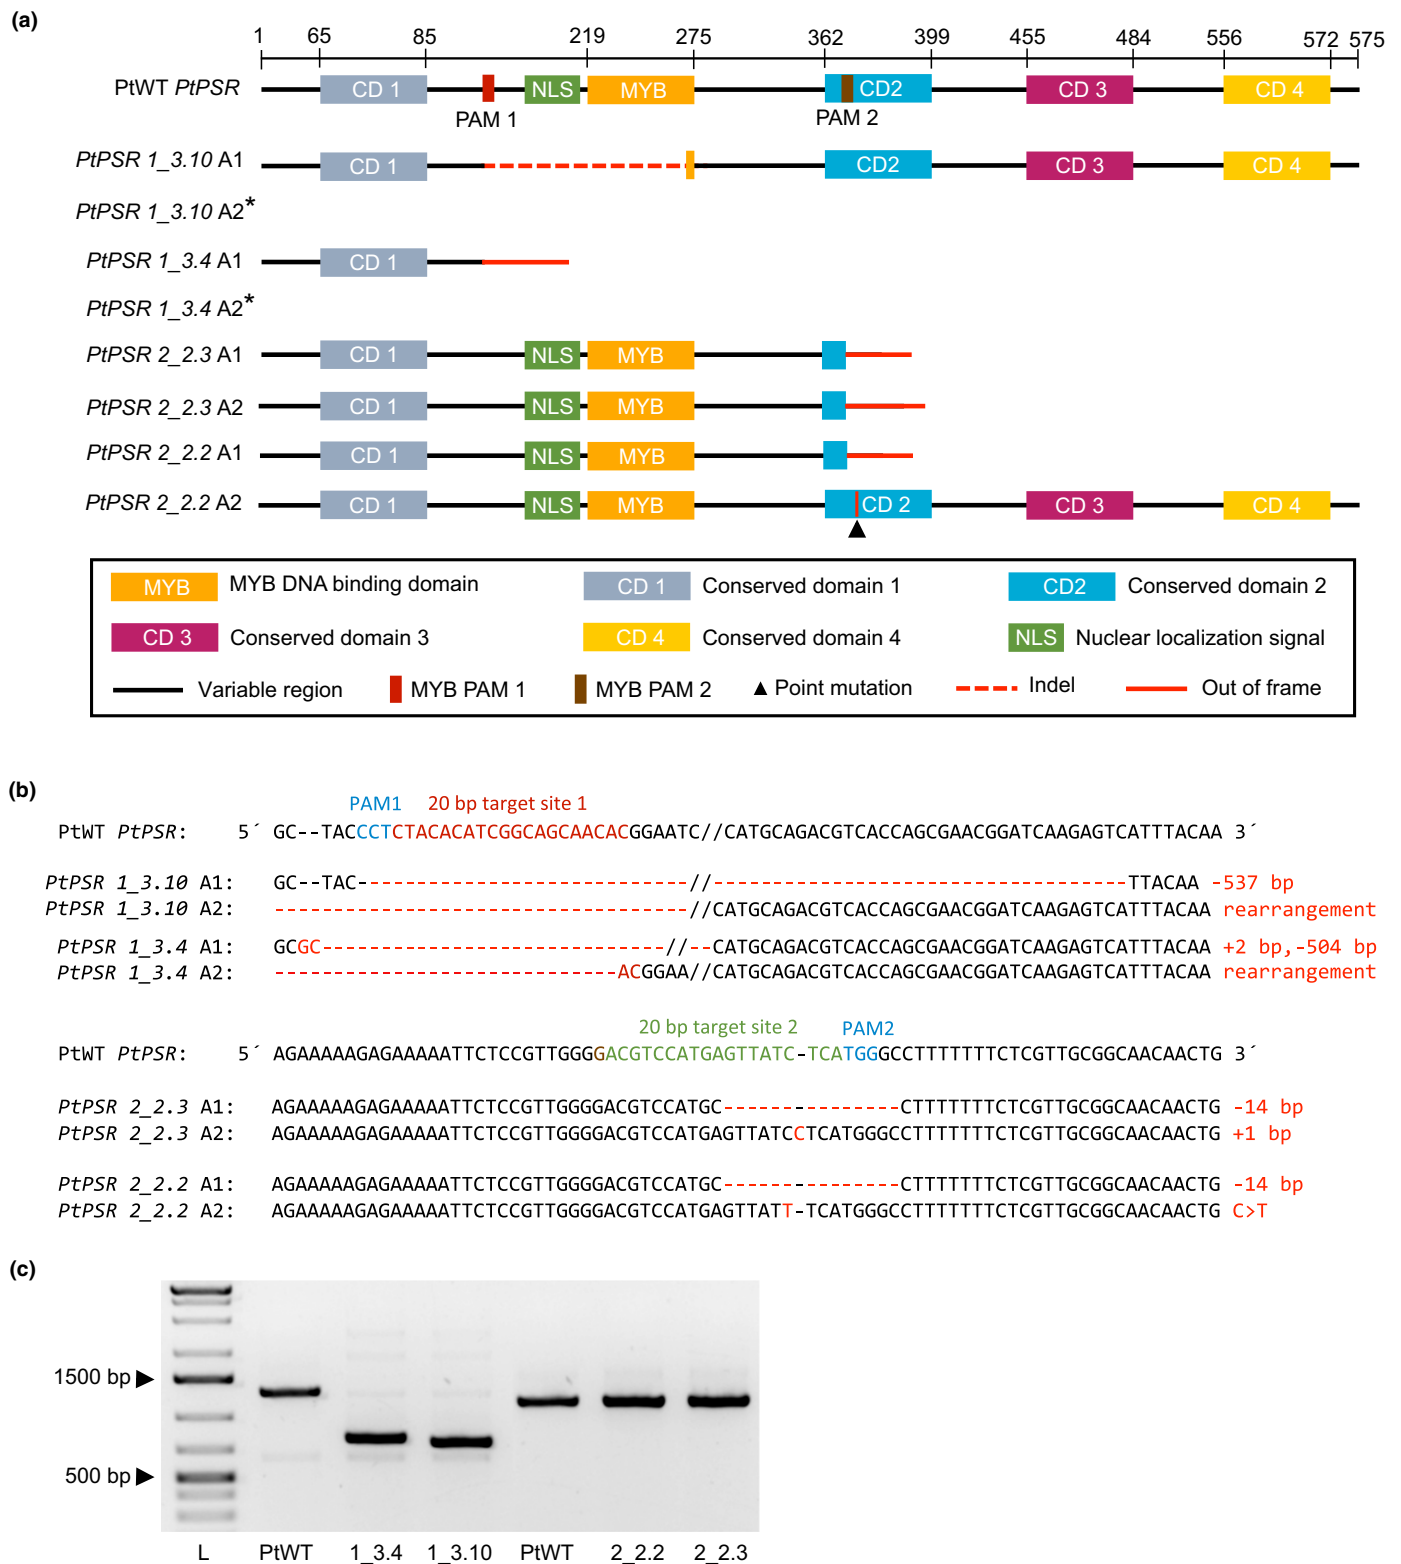 (a)
1 65 85 219 275 362 399 455 484 556 572 575
PtWT PtPSR CD 1 NLS MYB CD2 CD 3 CD 4
PAM 1 PAM 2
PtPSR 1_3.10 A1 CD 1 CD2 CD 3 CD 4
PtPSR 1_3.10 A2*
PtPSR 1_3.4 A1 CD 1
PtPSR 1_3.4 A2*
PtPSR 2_2.3 A1 CD 1 NLS MYB
PtPSR 2_2.3 A2 CD 1 NLS MYB
PtPSR 2_2.2 A1 CD 1 NLS MYB
PtPSR 2_2.2 A2 CD 1 NLS MYB CD 2 CD 3 CD 4
MYB MYB DNA binding domain CD 1 Conserved domain 1 CD2 Conserved domain 2
CD 3 Conserved domain 3 CD 4 Conserved domain 4 NLS Nuclear localization signal
Variable region MYB PAM 1 MYB PAM 2 ▲ Point mutation Indel Out of frame
(b)
PAM1 20 bp target site 1
PtWT PtPSR: 5´ GC--TACCCTCTACACATCGGCAGCAACACGGAATC//CATGCAGACGTCACCAGCGAACGGATCAAGAGTCATTTACAA 3´
PtPSR 1_3.10 A1: GC--TAC----------------------------//-----------------------------------TTACAA -537 bp
PtPSR 1_3.10 A2: -----------------------------------//CATGCAGACGTCACCAGCGAACGGATCAAGAGTCATTTACAA rearrangement
PtPSR 1_3.4 A1: GCGC-----------------------------//--CATGCAGACGTCACCAGCGAACGGATCAAGAGTCATTTACAA +2 bp,-504 bp
PtPSR 1_3.4 A2: -----------------------------ACGGAA//CATGCAGACGTCACCAGCGAACGGATCAAGAGTCATTTACAA rearrangement
20 bp target site 2 PAM2
PtWT PtPSR: 5´ AGAAAAAGAGAAAAATTCTCCGTTGGGGACGTCCATGAGTTATC-TCATGGGCCTTTTTTTCTCGTTGCGGCAACAACTG 3´
PtPSR 2_2.3 A1: AGAAAAAGAGAAAAATTCTCCGTTGGGGACGTCCATGC---------------CTTTTTTTCTCGTTGCGGCAACAACTG -14 bp
PtPSR 2_2.3 A2: AGAAAAAGAGAAAAATTCTCCGTTGGGGACGTCCATGAGTTATCCTCATGGGCCTTTTTTTCTCGTTGCGGCAACAACTG +1 bp
PtPSR 2_2.2 A1: AGAAAAAGAGAAAAATTCTCCGTTGGGGACGTCCATGC---------------CTTTTTTTCTCGTTGCGGCAACAACTG -14 bp
PtPSR 2_2.2 A2: AGAAAAAGAGAAAAATTCTCCGTTGGGGACGTCCATGAGTTATT-TCATGGGCCTTTTTTTCTCGTTGCGGCAACAACTG C>T
(c)
1500 bp
500 bp
L PtWT 1_3.4 1_3.10 PtWT 2_2.2 2_2.3